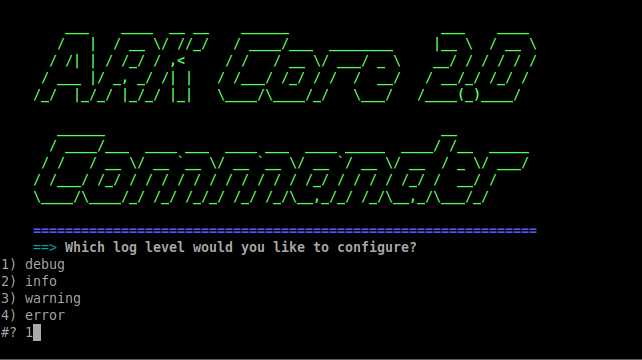 ARK Core 2.0
Commander
==> Which log level would you like to configure?
1) debug
2) info
3) warning
4) error
#? 1